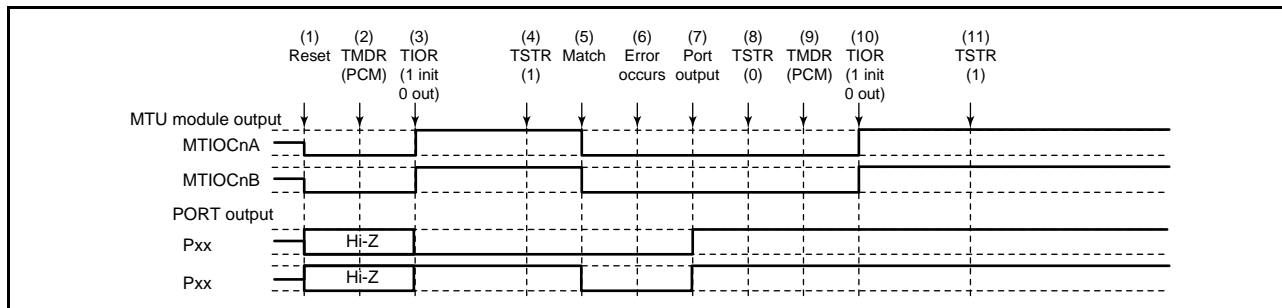 (1) (2) (3) (4) (5) (6) (7) (8) (9) (10) (11)
Reset TMDR TIOR TSTR Match Error Port TSTR TMDR TIOR TSTR
(PCM) (1 init (1) occurs output (0) (PCM) (1 init (1)
0 out) 0 out)
MTU module output
MTIOCnA
MTIOCnB
PORT output
Pxx Hi-Z
Pxx Hi-Z